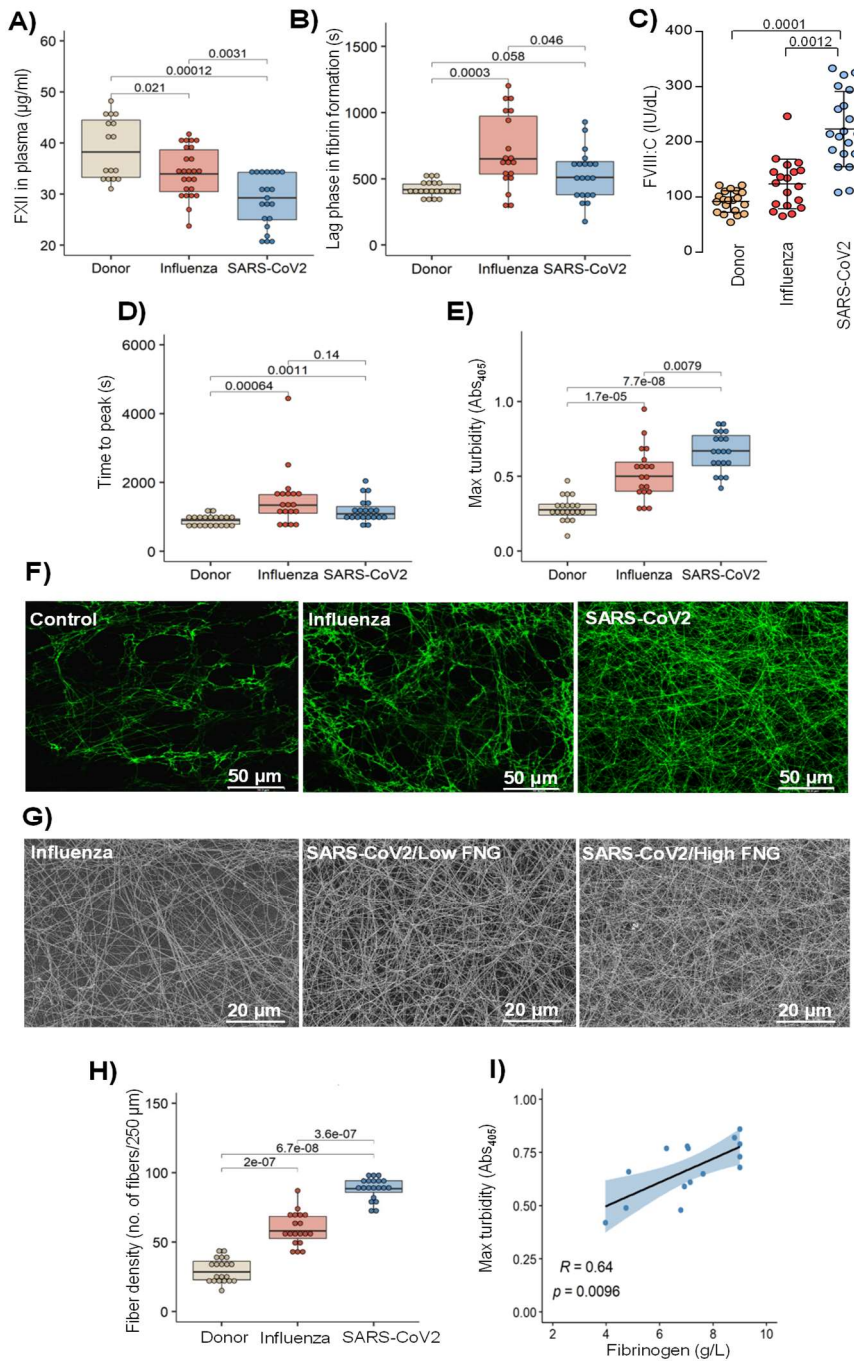 A)
FXII in plasma (µg/ml)
60
50
40
30
20
0.0031
0.00012
0.021
Donor
Influenza
SARS-CoV2
B)
Lag phase in fibrin formation (s)
1500
1000
500
0
0.046
0.058
0.0003
Donor
Influenza
SARS-CoV2
C)
FVIII:C (IU/dL)
400
300
200
100
0
0.0001
0.0012
Donor
Influenza
SARS-CoV2
D)
Time to peak (s)
6000
4000
2000
0
0.14
0.0011
0.00064
Donor
Influenza
SARS-CoV2
E)
Max turbidity (Abs405)
1.0
0.5
0.0
0.0079
7.7e-08
1.7e-05
Donor
Influenza
SARS-CoV2
F)
Control
50 µm
Influenza
50 µm
SARS-CoV2
50 µm
G)
Influenza
20 µm
SARS-CoV2/Low FNG
20 µm
SARS-CoV2/High FNG
20 µm
H)
Fiber density (no. of fibers/250 µm)
150
100
50
0
3.6e-07
6.7e-08
2e-07
Donor
Influenza
SARS-CoV2
I)
Max turbidity (Abs405)
1.00
0.75
0.50
0.25
0.00
R = 0.64
p = 0.0096
2
4
6
8
10
Fibrinogen (g/L)